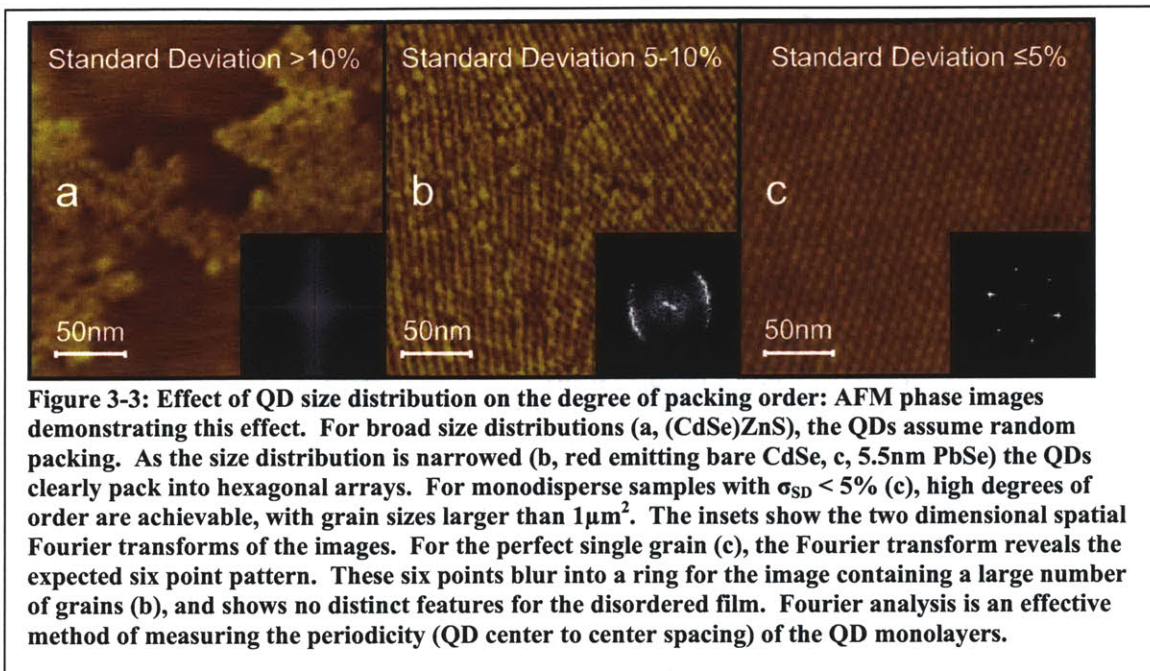 Standard Deviation >10%
Standard Deviation 5-10%
Standard Deviation ≤5%
a
b
c
50nm
50nm
50nm
Figure 3-3: Effect of QD size distribution on the degree of packing order: AFM phase images
demonstrating this effect. For broad size distributions (a, (CdSe)ZnS), the QDs assume random
packing. As the size distribution is narrowed (b, red emitting bare CdSe, c, 5.5nm PbSe) the QDs
clearly pack into hexagonal arrays. For monodisperse samples with σSD < 5% (c), high degrees of
order are achievable, with grain sizes larger than 1µm². The insets show the two dimensional spatial
Fourier transforms of the images. For the perfect single grain (c), the Fourier transform reveals the
expected six point pattern. These six points blur into a ring for the image containing a large number
of grains (b), and shows no distinct features for the disordered film. Fourier analysis is an effective
method of measuring the periodicity (QD center to center spacing) of the QD monolayers.